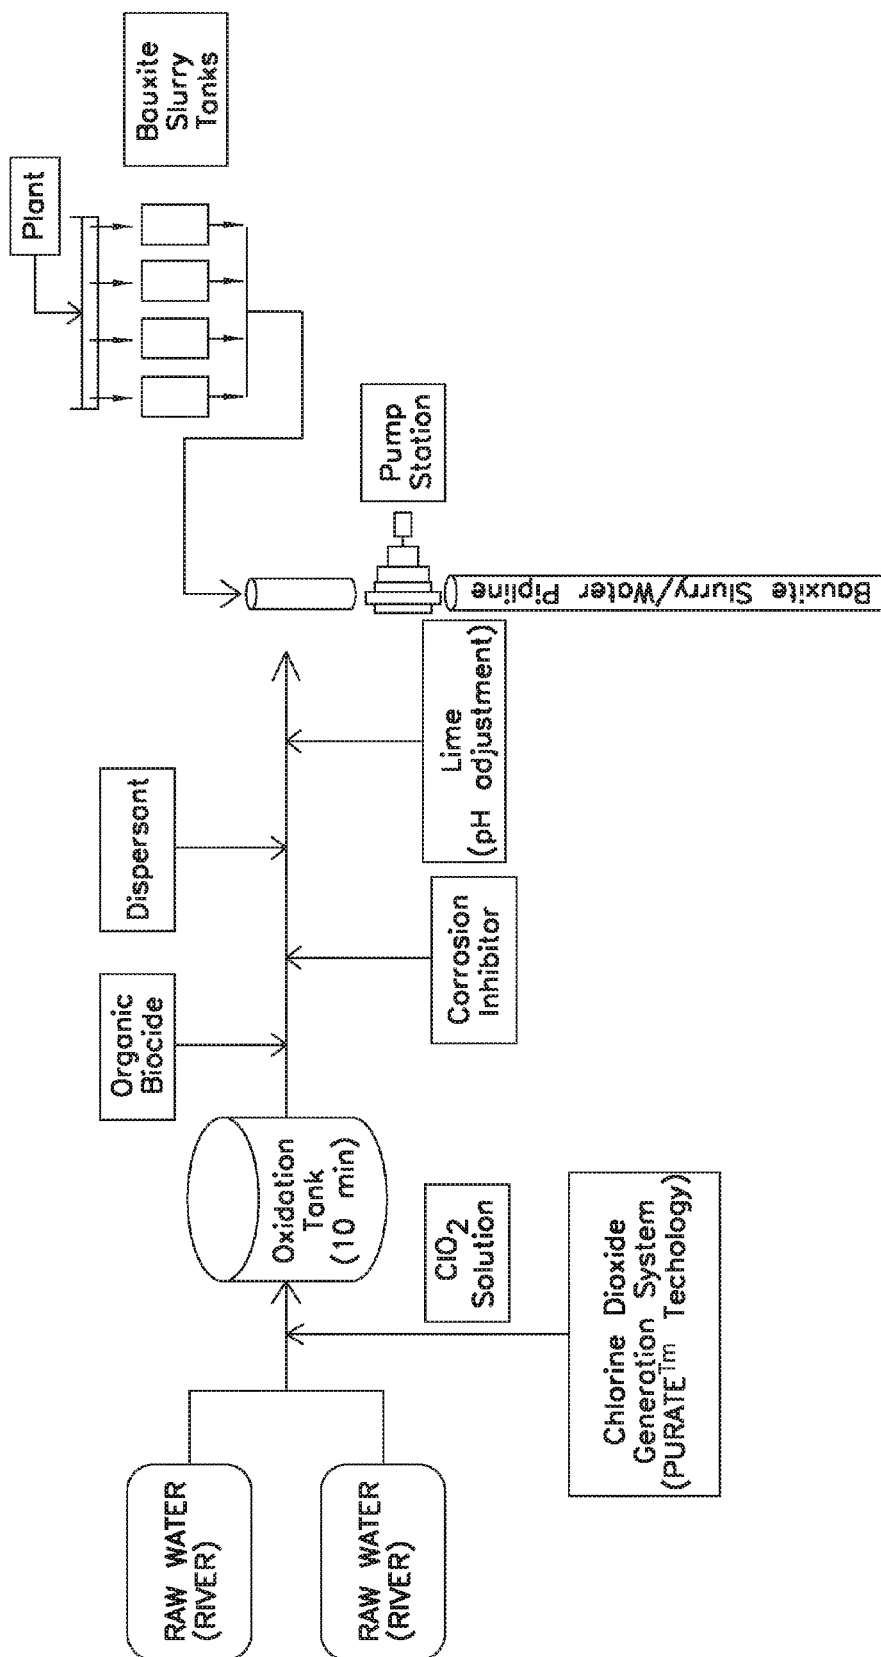 RAW WATER
(RIVER)
RAW WATER
(RIVER)
Chlorine Dioxide
Generation System
(PURATE™ Techology)
ClO2
Solution
Oxidation
Tank
(10 min)
Organic
Biocide
Dispersant
Corrosion
Inhibitor
Lime
(pH adjustment)
Plant
Bauxite
Slurry
Tanks
Pump
Station
Bauxite Slurry/Water Pipline